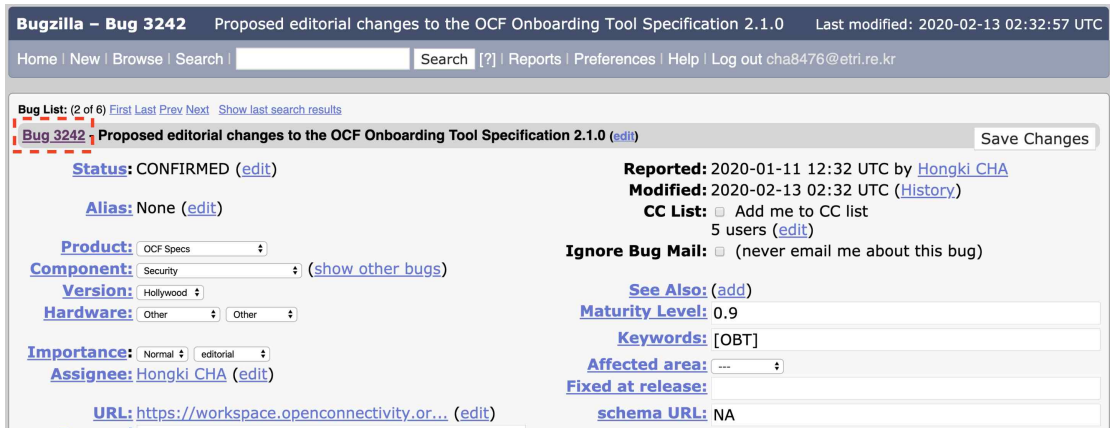 Bugzilla – Bug 3242 Proposed editorial changes to the OCF Onboarding Tool Specification 2.1.0 Last modified: 2020-02-13 02:32:57 UTC
Home | New | Browse | Search | Search [?] | Reports | Preferences | Help | Log out cha8476@etri.re.kr
Bug List: (2 of 6) First Last Prev Next Show last search results
Bug 3242 - Proposed editorial changes to the OCF Onboarding Tool Specification 2.1.0 (edit)
Save Changes
Status: CONFIRMED (edit)
Alias: None (edit)
Product: OCF Specs
Component: Security (show other bugs)
Version: Hollywood
Hardware: Other Other
Importance: Normal editorial
Assignee: Hongki CHA (edit)
URL: https://workspace.openconnectivity.or... (edit)
Reported: 2020-01-11 12:32 UTC by Hongki CHA
Modified: 2020-02-13 02:32 UTC (History)
CC List: Add me to CC list
5 users (edit)
Ignore Bug Mail: (never email me about this bug)
See Also: (add)
Maturity Level: 0.9
Keywords: [OBT]
Affected area: ---
Fixed at release:
schema URL: NA